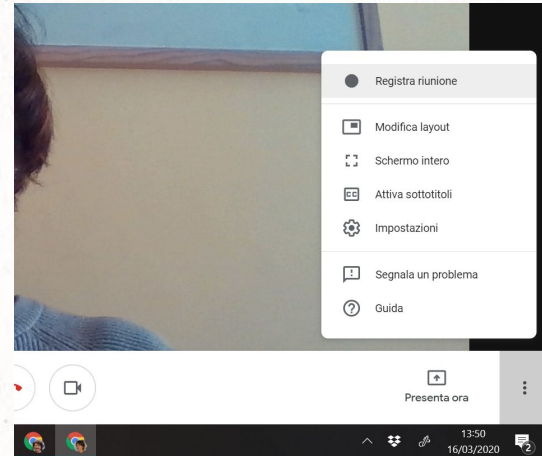 Registra riunione
Modifica layout
Schermo intero
CC
Attiva sottotitoli
Impostazioni
Segnala un problema
Guida
Presenta ora
13:50
16/03/2020
2